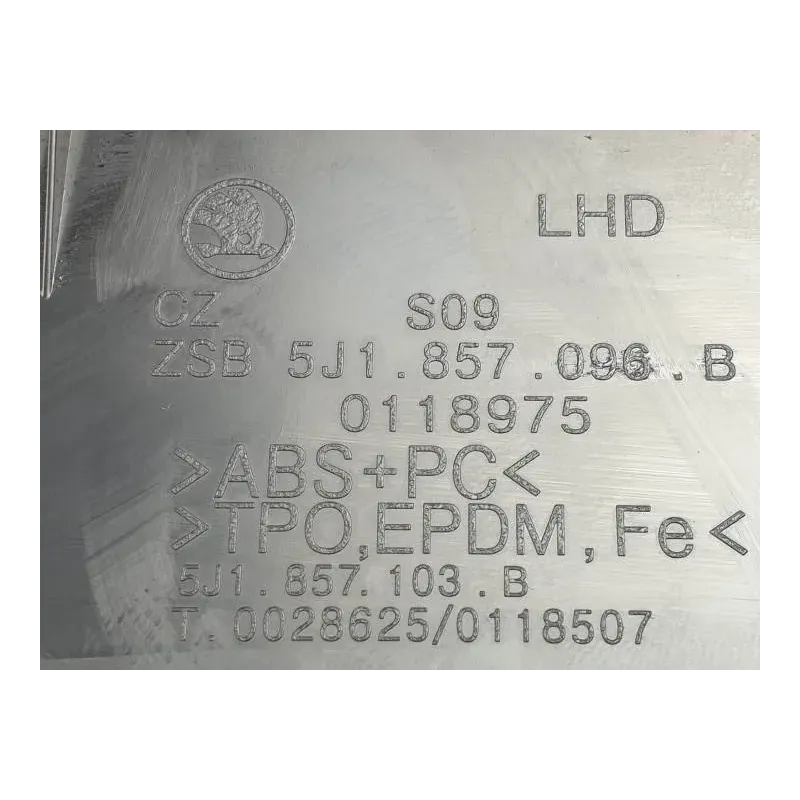 LHD
CZ S09
ZSB 5J1.857.096.B
0118975
>ABS+PC<
>TPO,EPDM,Fe<
5J1.857.103.B
T.0028625/0118507